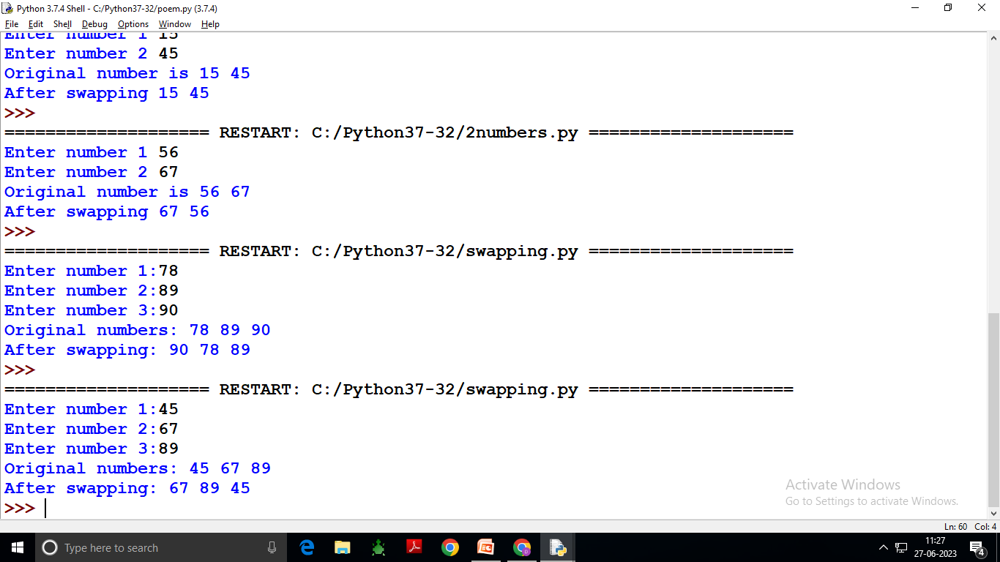 Python 3.7.4 Shell - C:/Python37-32/poem.py (3.7.4)
File Edit Shell Debug Options Window Help
Enter number 1 15
Enter number 2 45
Original number is 15 45
After swapping 15 45
>>>
==================== RESTART: C:/Python37-32/2numbers.py ====================
Enter number 1 56
Enter number 2 67
Original number is 56 67
After swapping 67 56
>>>
==================== RESTART: C:/Python37-32/swapping.py ====================
Enter number 1:78
Enter number 2:89
Enter number 3:90
Original numbers: 78 89 90
After swapping: 90 78 89
>>>
==================== RESTART: C:/Python37-32/swapping.py ====================
Enter number 1:45
Enter number 2:67
Enter number 3:89
Original numbers: 45 67 89
After swapping: 67 89 45
>>>
Activate Windows
Go to Settings to activate Windows.
Ln: 60 Col: 4
Type here to search
11:27
27-06-2023
4